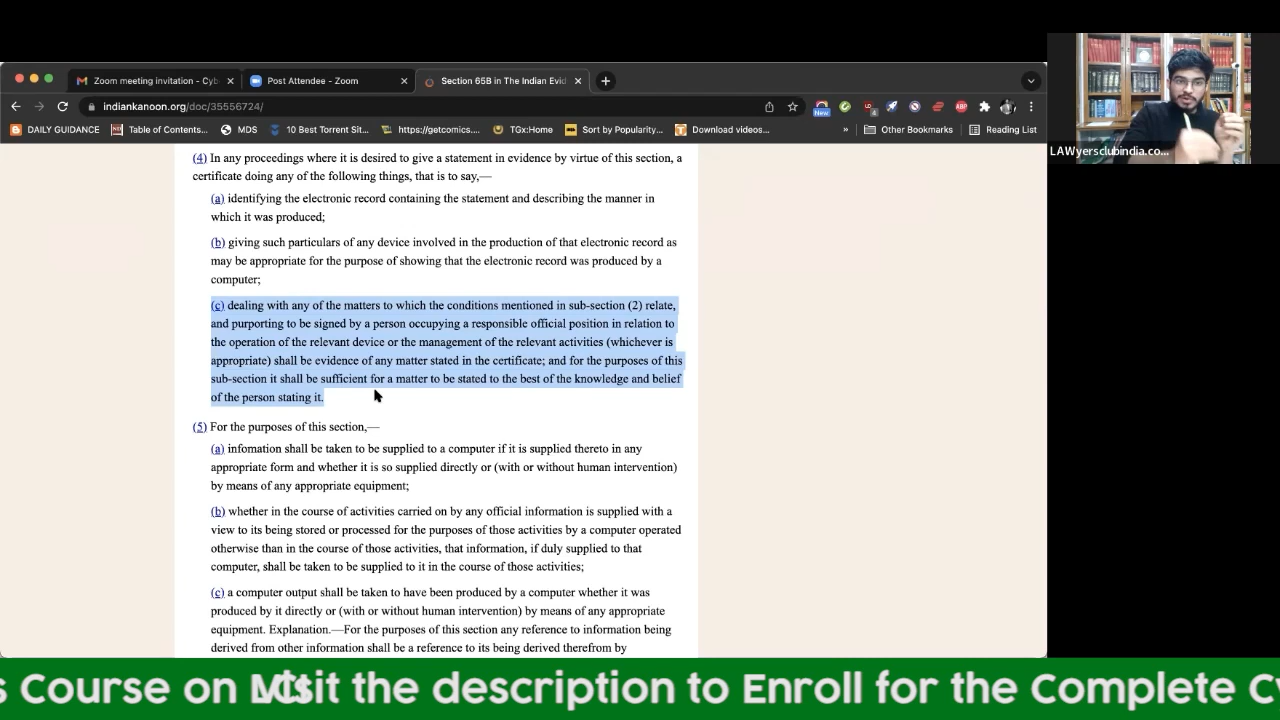 Zoom meeting invitation - Cyb
Post Attendee - Zoom
Section 65B in The Indian Evid
indiankanoon.org/doc/35556724/
New
4
ABP
DAILY GUIDANCE
Table of Contents...
MDS
10 Best Torrent Sit...
https://getcomics....
TGx:Home
Sort by Popularity...
Download videos...
»
Other Bookmarks
Reading List
LAWyersclubindia.co...
(4) In any proceedings where it is desired to give a statement in evidence by virtue of this section, a
certificate doing any of the following things, that is to say,—
(a) identifying the electronic record containing the statement and describing the manner in
which it was produced;
(b) giving such particulars of any device involved in the production of that electronic record as
may be appropriate for the purpose of showing that the electronic record was produced by a
computer;
(c) dealing with any of the matters to which the conditions mentioned in sub-section (2) relate,
and purporting to be signed by a person occupying a responsible official position in relation to
the operation of the relevant device or the management of the relevant activities (whichever is
appropriate) shall be evidence of any matter stated in the certificate; and for the purposes of this
sub-section it shall be sufficient for a matter to be stated to the best of the knowledge and belief
of the person stating it.
(5) For the purposes of this section,—
(a) infomation shall be taken to be supplied to a computer if it is supplied thereto in any
appropriate form and whether it is so supplied directly or (with or without human intervention)
by means of any appropriate equipment;
(b) whether in the course of activities carried on by any official information is supplied with a
view to its being stored or processed for the purposes of those activities by a computer operated
otherwise than in the course of those activities, that information, if duly supplied to that
computer, shall be taken to be supplied to it in the course of those activities;
(c) a computer output shall be taken to have been produced by a computer whether it was
produced by it directly or (with or without human intervention) by means of any appropriate
equipment. Explanation.—For the purposes of this section any reference to information being
derived from other information shall be a reference to its being derived therefrom by
s Course on Visit the description to Enroll for the Complete Cy